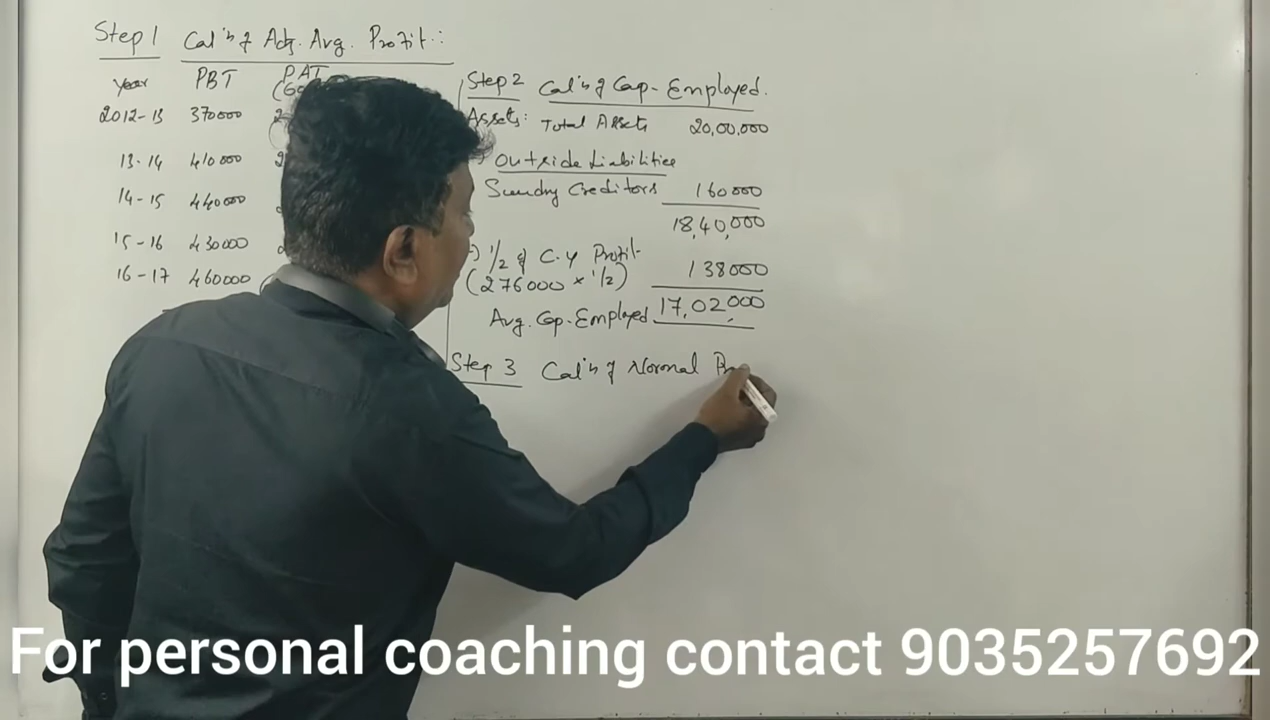 Step 1 Cal'n of Adj. Avg. Profit:
Year PBT PAT
2012-13 370000
13-14 410000
14-15 440000
15-16 430000
16-17 460000
Step 2 Cal'n of Cap-Employed.
Assets: Total Assets 20,00,000
Outside Liabilities
Sundry Creditors 160000
18,40,000
1/2 of C.Y Profit
(276000 × 1/2) 138000
Avg. Cap-Employed 17,02,000
Step 3 Cal'n of Normal
For personal coaching contact 9035257692